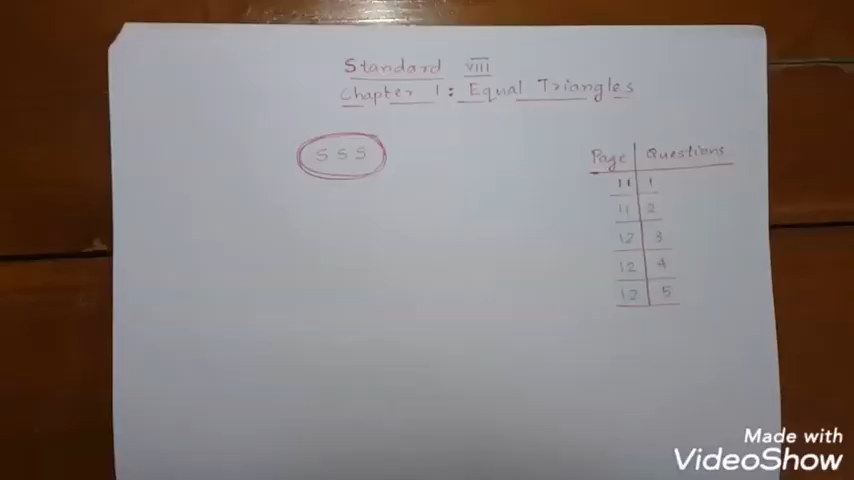 Standard VIII
Chapter 1: Equal Triangles
SSS
Page Questions
11 1
11 2
12 3
12 4
12 5
Made with
VideoShow